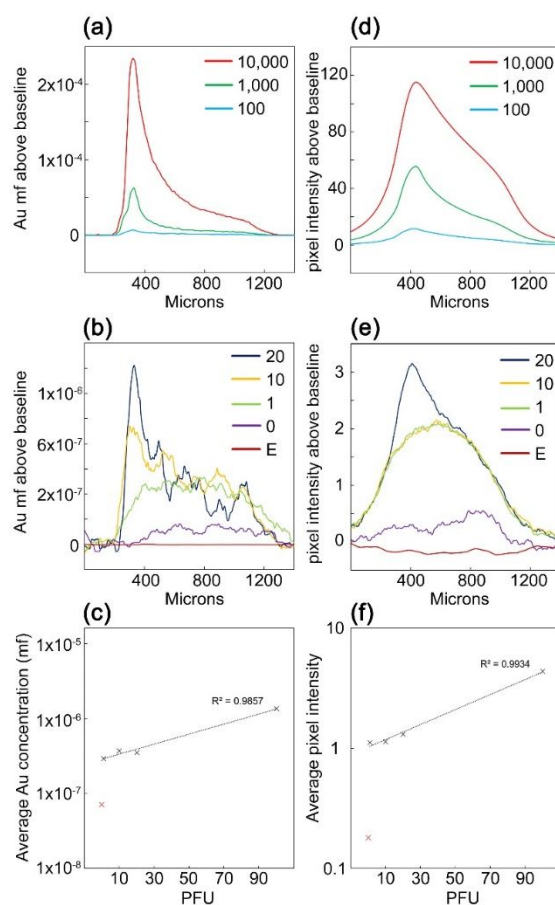 (a)
Au mf above baseline
2x10⁻⁴
1x10⁻⁴
0
10,000
1,000
100
400 800 1200
Microns
(d)
pixel intensity above baseline
120
80
40
0
10,000
1,000
100
400 800 1200
Microns
(b)
Au mf above baseline
1x10⁻⁶
6x10⁻⁷
2x10⁻⁷
0
20
10
1
0
E
400 800 1200
Microns
(e)
pixel intensity above baseline
3
2
1
0
20
10
1
0
E
400 800 1200
Microns
(c)
Average Au concentration (mf)
1x10⁻⁵
1x10⁻⁶
1x10⁻⁷
1x10⁻⁸
R² = 0.9857
10 30 50 70 90
PFU
(f)
Average pixel intensity
10
1
0.1
R² = 0.9934
10 30 50 70 90
PFU